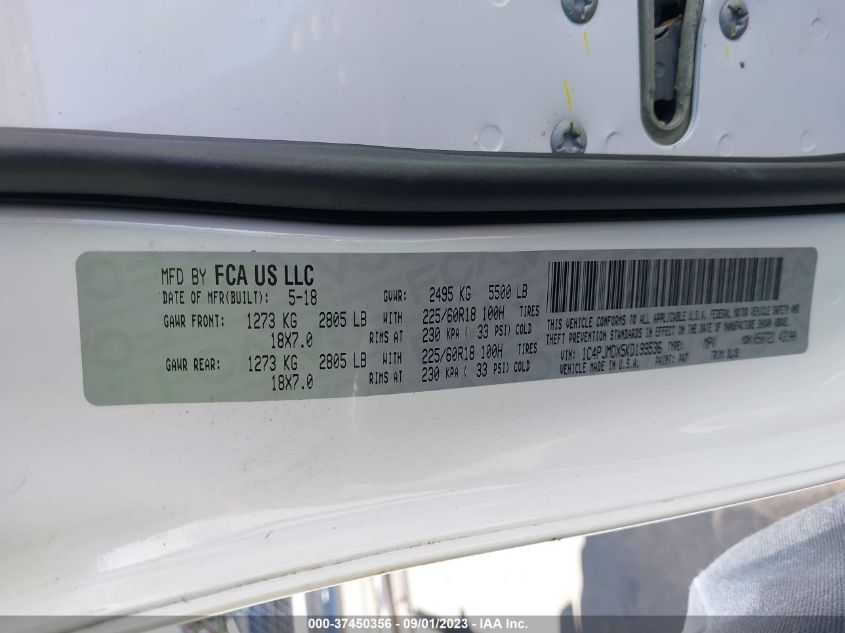 MFD BY FCA US LLC
DATE OF MFR(BUILT): 5-18
GVWR: 2495 KG 5500 LB
GAWR FRONT: 1273 KG 2805 LB WITH 225/60R18 100H TIRES
18X7.0 RIMS AT 230 KPA ( 33 PSI) COLD
GAWR REAR: 1273 KG 2805 LB WITH 225/60R18 100H TIRES
18X7.0 RIMS AT 230 KPA ( 33 PSI) COLD
THIS VEHICLE CONFORMS TO ALL APPLICABLE U.S.A. FEDERAL MOTOR VEHICLE SAFETY AND
THEFT PREVENTION STANDARDS IN EFFECT ON THE DATE OF MANUFACTURE SHOWN ABOVE.
VIN: 1C4PJMDX5KD199536 TYPE: MPV
VEHICLE MADE IN U.S.A. PAINT: PW7 TRIM:
000-37450356 - 09/01/2023 - © IAA Inc.